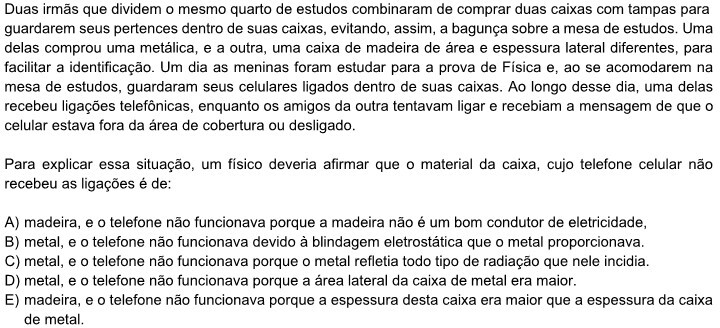 Duas irmãs que dividem o mesmo quarto de estudos combinaram de comprar duas caixas com tampas para
guardarem seus pertences dentro de suas caixas, evitando, assim, a bagunça sobre a mesa de estudos. Uma
delas comprou uma metálica, e a outra, uma caixa de madeira de área e espessura lateral diferentes, para
facilitar a identificação. Um dia as meninas foram estudar para a prova de Física e, ao se acomodarem na
mesa de estudos, guardaram seus celulares ligados dentro de suas caixas. Ao longo desse dia, uma delas
recebeu ligações telefônicas, enquanto os amigos da outra tentavam ligar e recebiam a mensagem de que o
celular estava fora da área de cobertura ou desligado.
Para explicar essa situação, um físico deveria afirmar que o material da caixa, cujo telefone celular não
recebeu as ligações é de:
A) madeira, e o telefone não funcionava porque a madeira não é um bom condutor de eletricidade,
B) metal, e o telefone não funcionava devido à blindagem eletrostática que o metal proporcionava.
C) metal, e o telefone não funcionava porque o metal refletia todo tipo de radiação que nele incidia.
D) metal, e o telefone não funcionava porque a área lateral da caixa de metal era maior.
E) madeira, e o telefone não funcionava porque a espessura desta caixa era maior que a espessura da caixa
de metal.